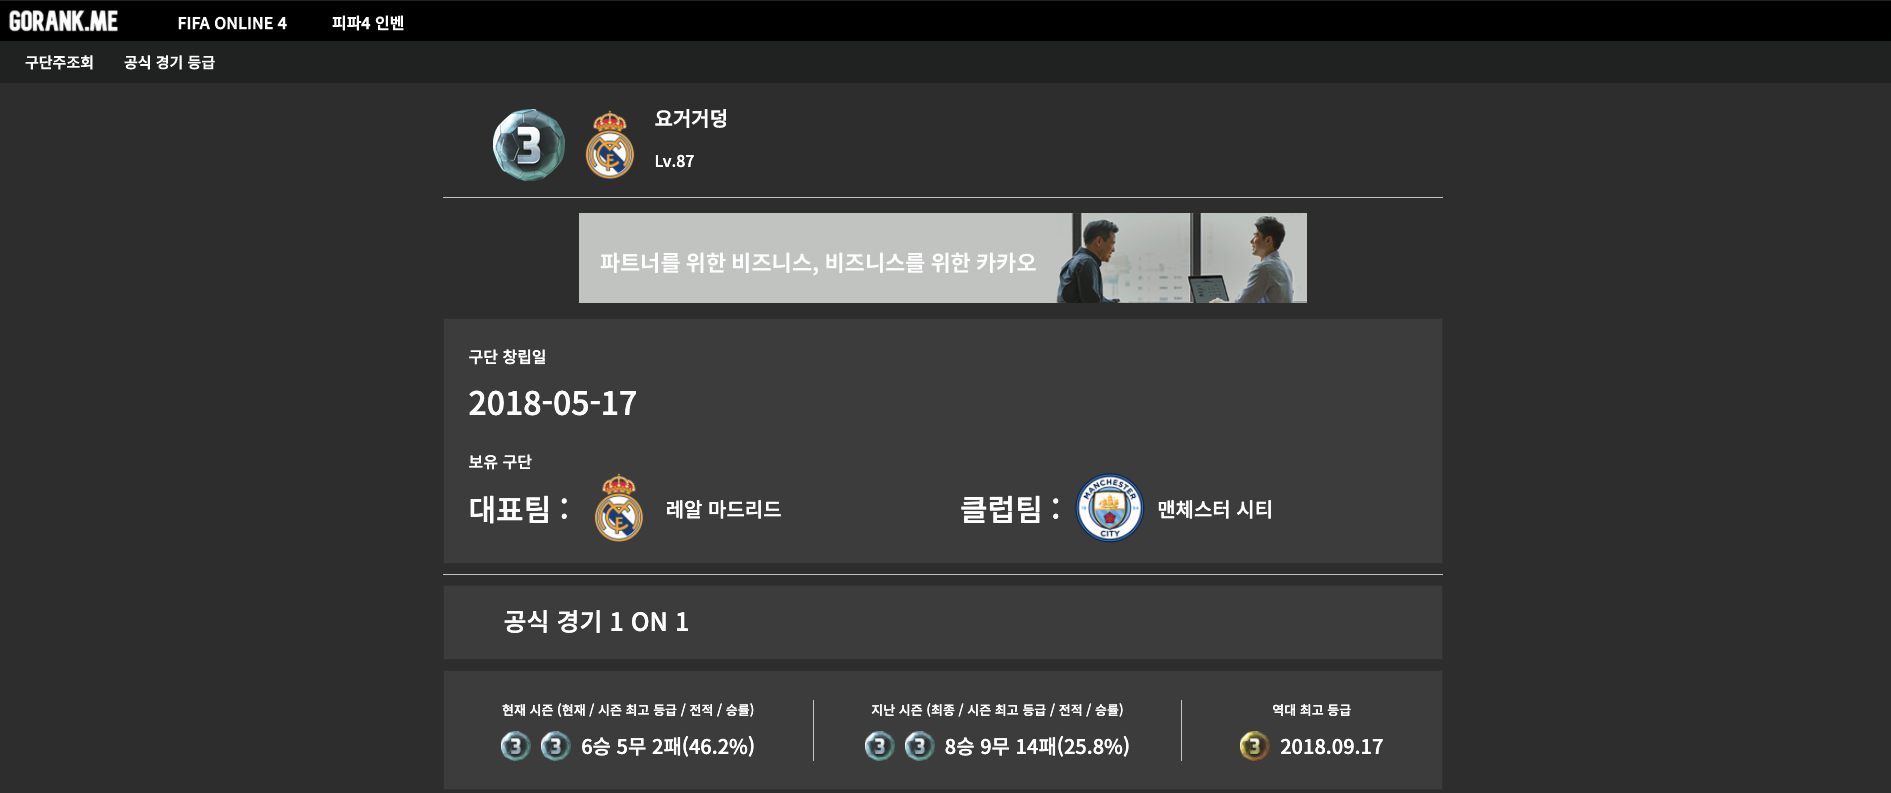 GORANK.ME FIFA ONLINE 4 피파4 인벤
구단주조회 공식 경기 등급
3 요거거덩
Lv.87
파트너를 위한 비즈니스, 비즈니스를 위한 카카오
구단 창립일
2018-05-17
보유 구단
대표팀 : 레알 마드리드 클럽팀 : MANCHESTER CITY 맨체스터 시티
공식 경기 1 ON 1
현재 시즌 (현재 / 시즌 최고 등급 / 전적 / 승률) 지난 시즌 (최종 / 시즌 최고 등급 / 전적 / 승률) 역대 최고 등급
3 3 6승 5무 2패(46.2%) 3 3 8승 9무 14패(25.8%) 3 2018.09.17